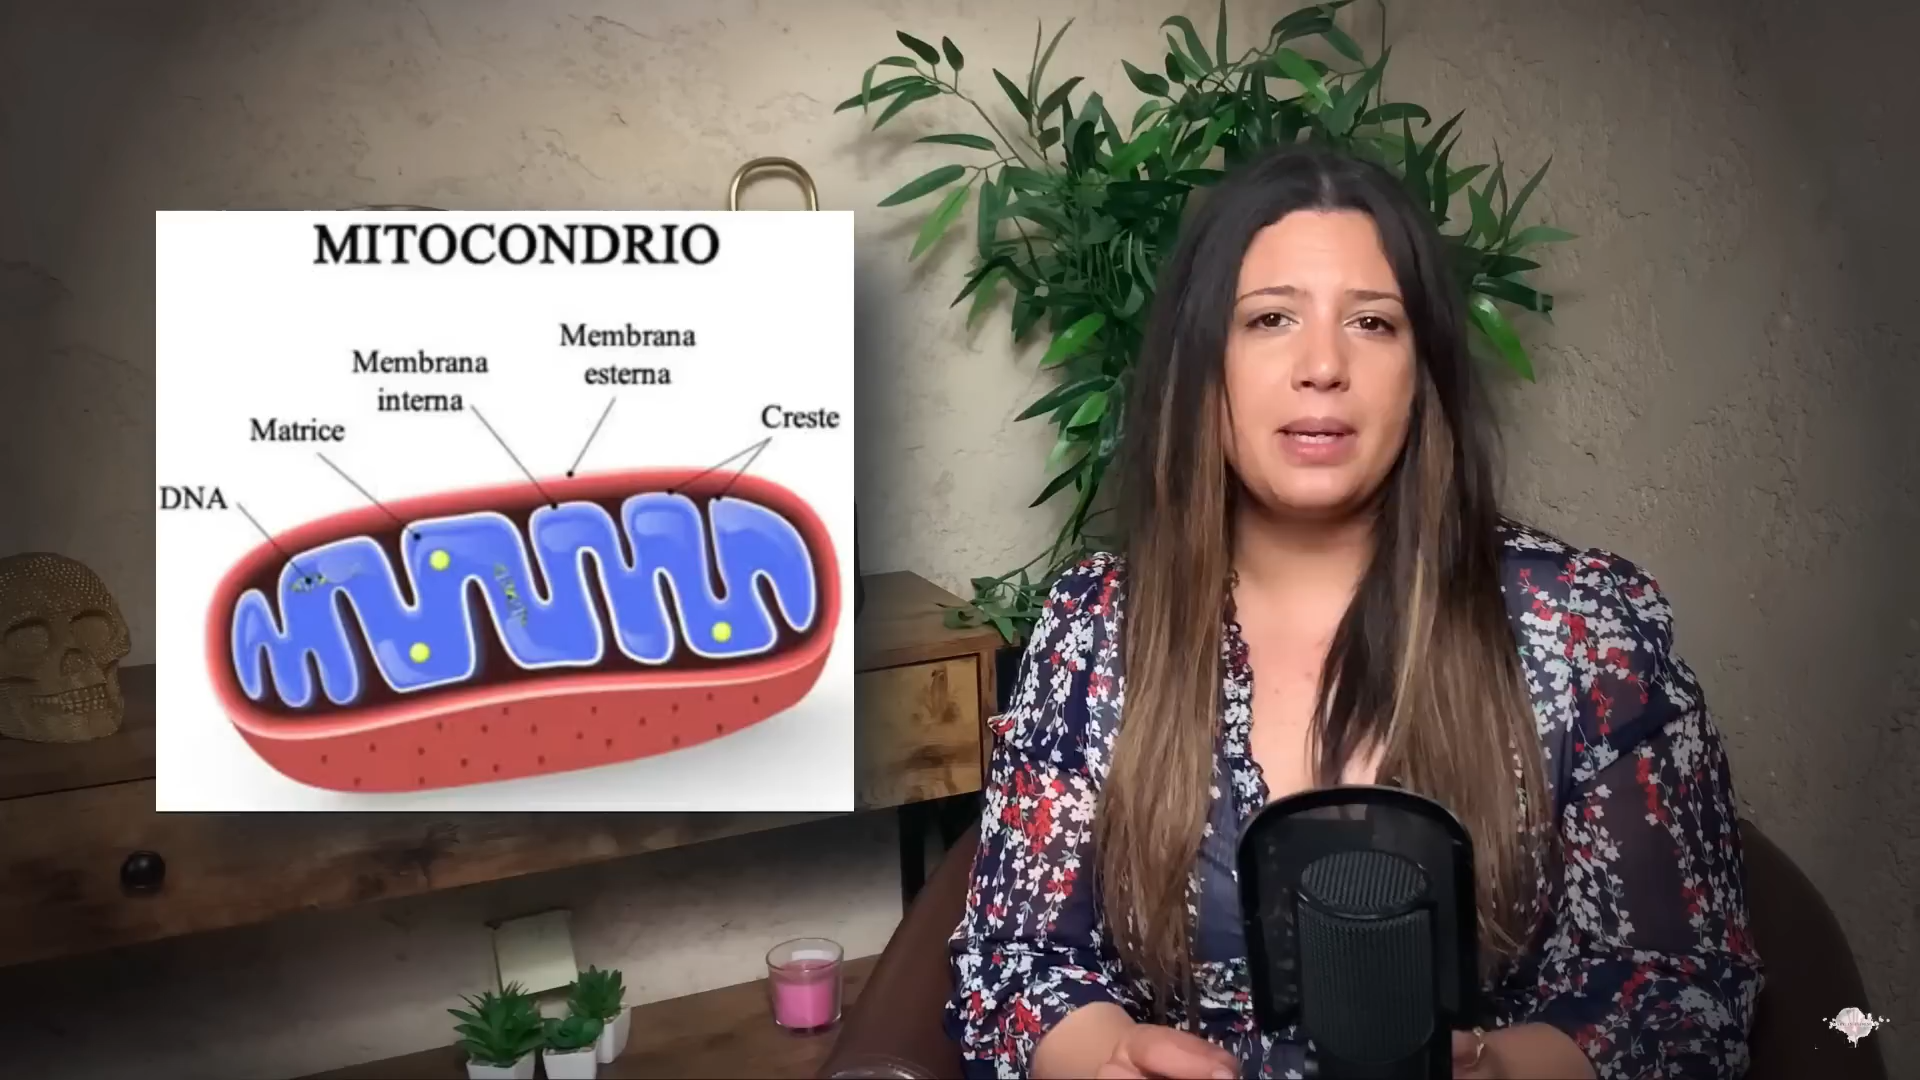 MITOCONDRIO
Membrana
esterna
Membrana
interna
Creste
Matrice
DNA